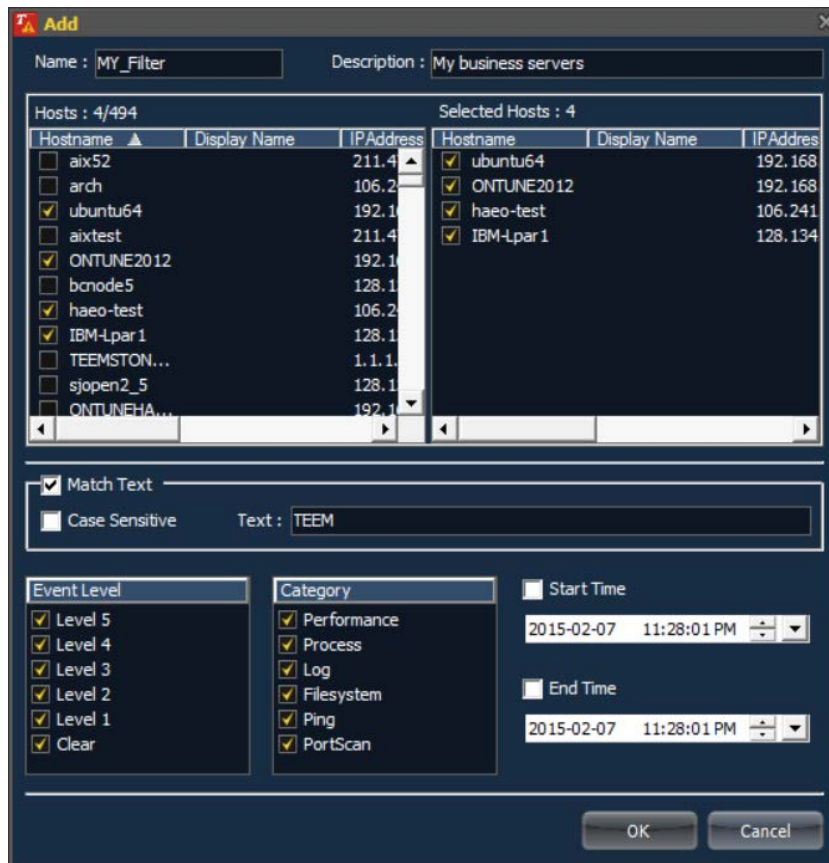 Add
Name : MY_Filter Description : My business servers
Hosts : 4/494
Hostname Display Name IPAddress
aix52 211.4
arch 106.2
ubuntu64 192.1
aixtest 211.4
ONTUNE2012 192.1
bcnode5 128.1
haeo-test 106.2
IBM-Lpar1 128.1
TEEMSTON... 1.1.1.
sjopen2_5 128.1
ONTUNEHA... 192.1
Selected Hosts : 4
Hostname Display Name IPAddres
ubuntu64 192.168
ONTUNE2012 192.168
haeo-test 106.241
IBM-Lpar1 128.134
Match Text
Case Sensitive Text : TEEM
Event Level
Level 5
Level 4
Level 3
Level 2
Level 1
Clear
Category
Performance
Process
Log
Filesystem
Ping
PortScan
Start Time
2015-02-07 11:28:01 PM
End Time
2015-02-07 11:28:01 PM
OK Cancel